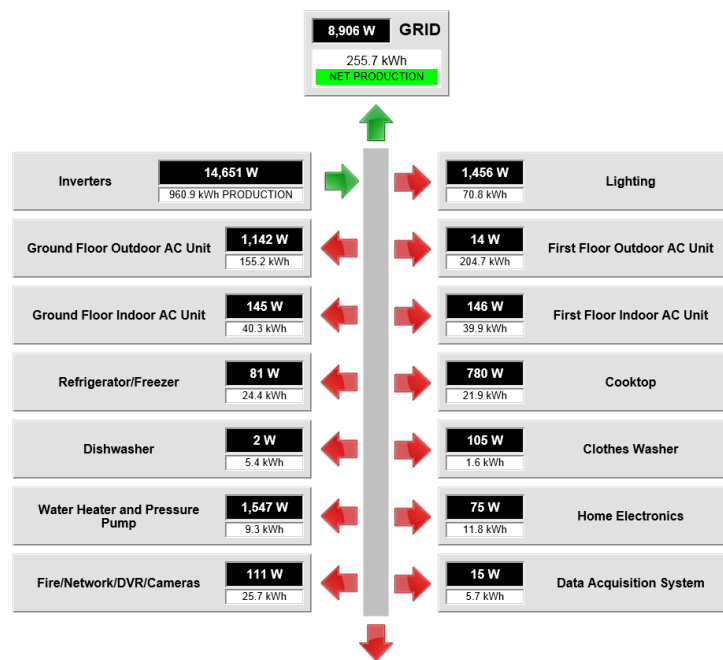 8,906 W GRID
255.7 kWh
NET PRODUCTION
Inverters 14,651 W
960.9 kWh PRODUCTION
1,456 W Lighting
70.8 kWh
Ground Floor Outdoor AC Unit 1,142 W
155.2 kWh
14 W First Floor Outdoor AC Unit
204.7 kWh
Ground Floor Indoor AC Unit 145 W
40.3 kWh
146 W First Floor Indoor AC Unit
39.9 kWh
Refrigerator/Freezer 81 W
24.4 kWh
780 W Cooktop
21.9 kWh
Dishwasher 2 W
5.4 kWh
105 W Clothes Washer
1.6 kWh
Water Heater and Pressure
Pump
1,547 W
9.3 kWh
75 W Home Electronics
11.8 kWh
Fire/Network/DVR/Cameras 111 W
25.7 kWh
15 W Data Acquisition System
5.7 kWh